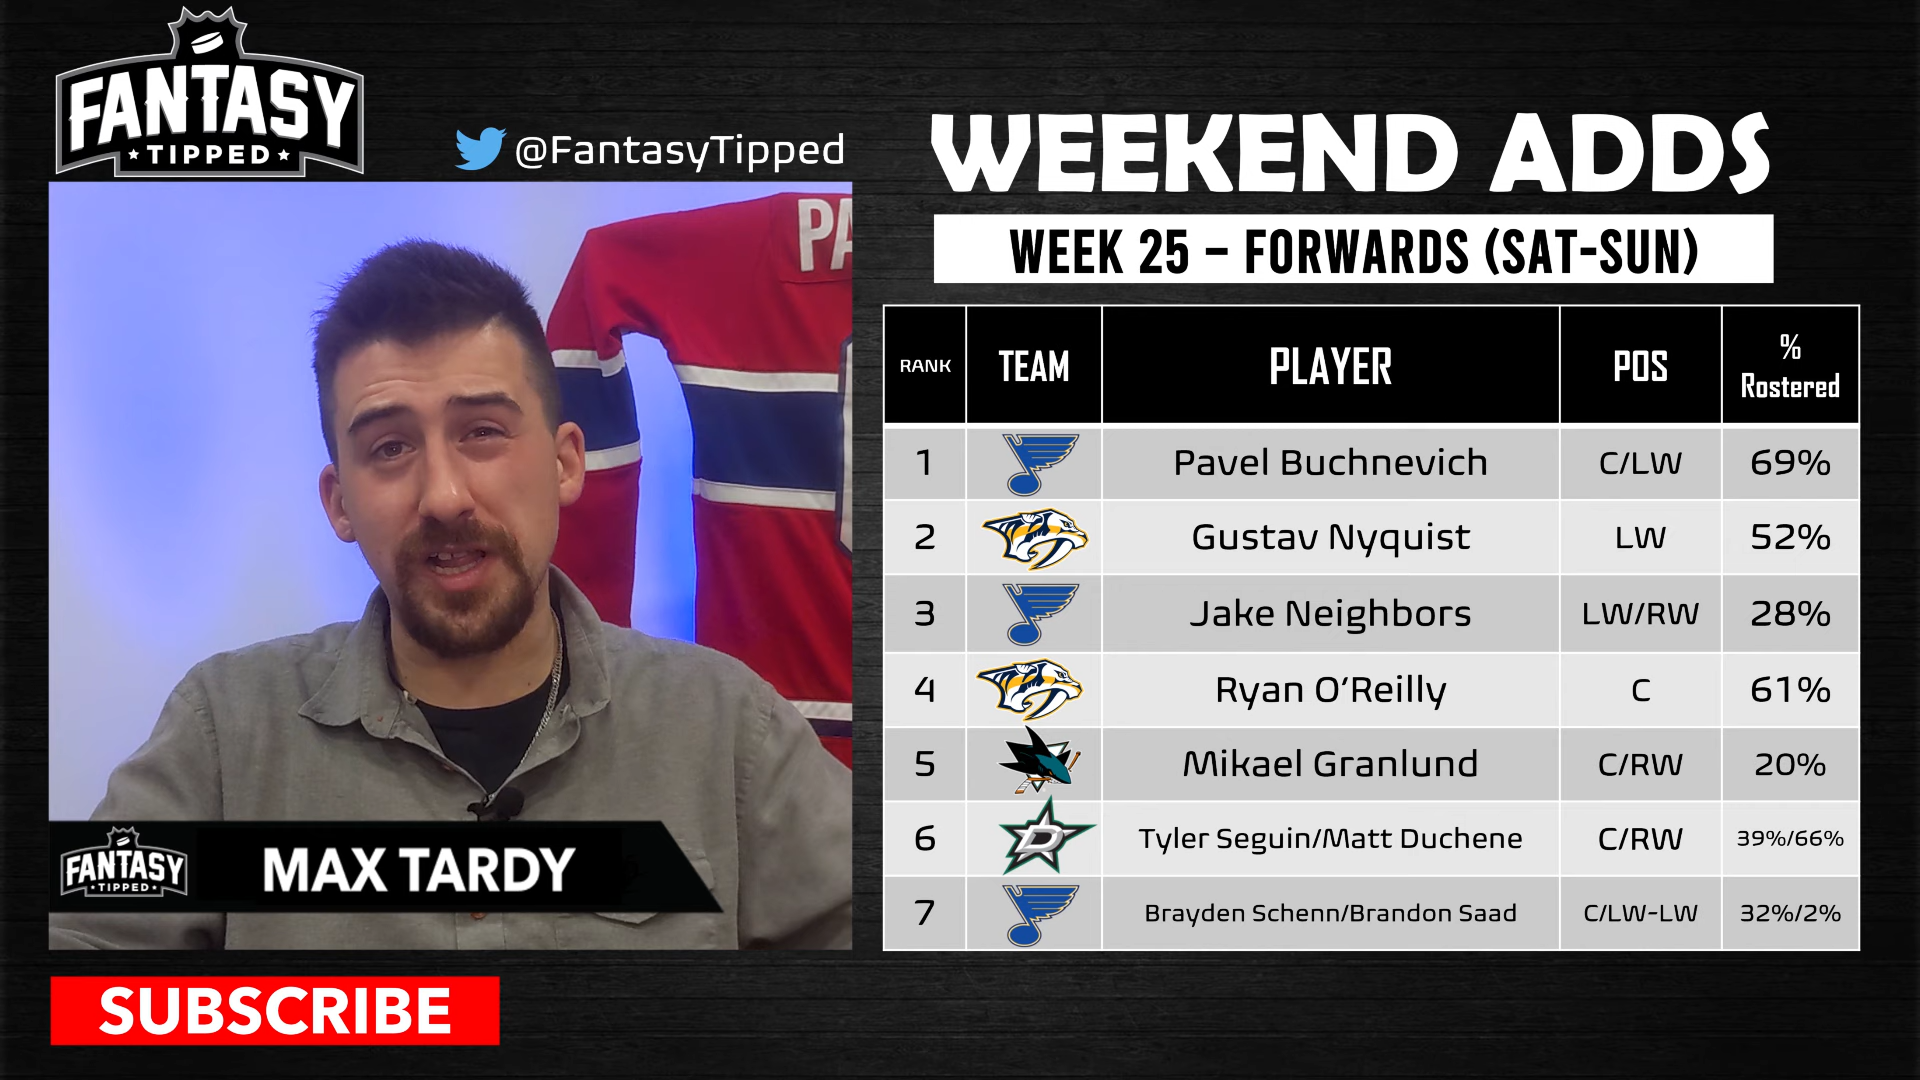 FANTASY
TIPPED
@FantasyTipped
WEEKEND ADDS
WEEK 25 – FORWARDS (SAT-SUN)
PA
RANK TEAM PLAYER POS % Rostered
1 Pavel Buchnevich C/LW 69%
2 Gustav Nyquist LW 52%
3 Jake Neighbors LW/RW 28%
4 Ryan O'Reilly C 61%
5 Mikael Granlund C/RW 20%
6 D Tyler Seguin/Matt Duchene C/RW 39%/66%
7 Brayden Schenn/Brandon Saad C/LW-LW 32%/2%
FANTASY
TIPPED
MAX TARDY
SUBSCRIBE